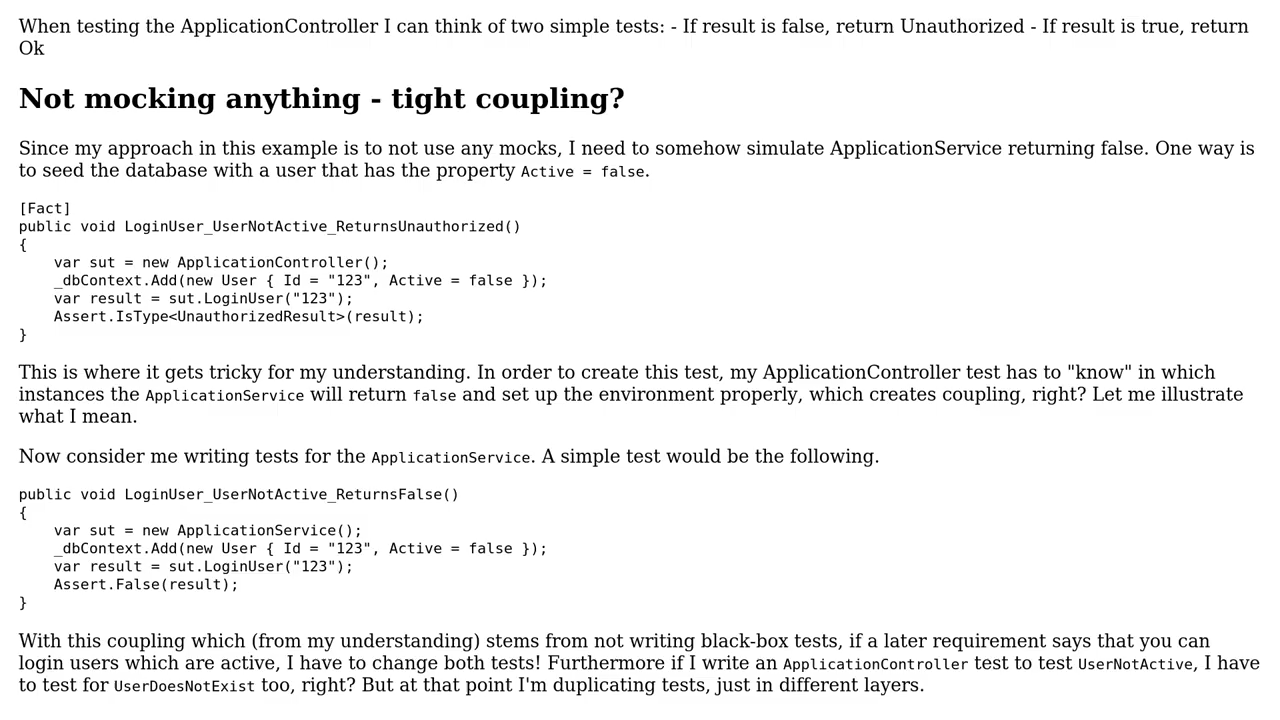 When testing the ApplicationController I can think of two simple tests: - If result is false, return Unauthorized - If result is true, return
Ok
Not mocking anything - tight coupling?
Since my approach in this example is to not use any mocks, I need to somehow simulate ApplicationService returning false. One way is
to seed the database with a user that has the property Active = false.
[Fact]
public void LoginUser_UserNotActive_ReturnsUnauthorized()
{
    var sut = new ApplicationController();
    _dbContext.Add(new User { Id = "123", Active = false });
    var result = sut.LoginUser("123");
    Assert.IsType<UnauthorizedResult>(result);
}
This is where it gets tricky for my understanding. In order to create this test, my ApplicationController test has to "know" in which
instances the ApplicationService will return false and set up the environment properly, which creates coupling, right? Let me illustrate
what I mean.
Now consider me writing tests for the ApplicationService. A simple test would be the following.
public void LoginUser_UserNotActive_ReturnsFalse()
{
    var sut = new ApplicationService();
    _dbContext.Add(new User { Id = "123", Active = false });
    var result = sut.LoginUser("123");
    Assert.False(result);
}
With this coupling which (from my understanding) stems from not writing black-box tests, if a later requirement says that you can
login users which are active, I have to change both tests! Furthermore if I write an ApplicationController test to test UserNotActive, I have
to test for UserDoesNotExist too, right? But at that point I'm duplicating tests, just in different layers.